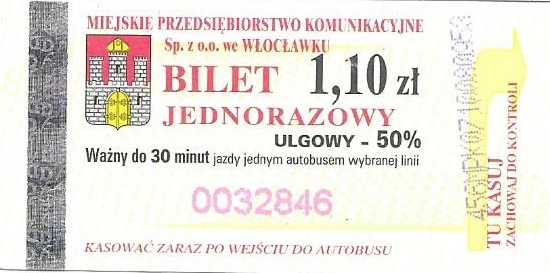 MIEJSKIE PRZEDSIĘBIORSTWO KOMUNIKACYJNE
Sp. z o.o. we WŁOCŁAWKU
BILET 1,10 zł
JEDNORAZOWY
ULGOWY - 50%
Ważny do 30 minut jazdy jednym autobusem wybranej linii
0032846
KASOWAĆ ZARAZ PO WEJŚCIU DO AUTOBUSU
TU KASUJ
ZACHOWAJ DO KONTROLI